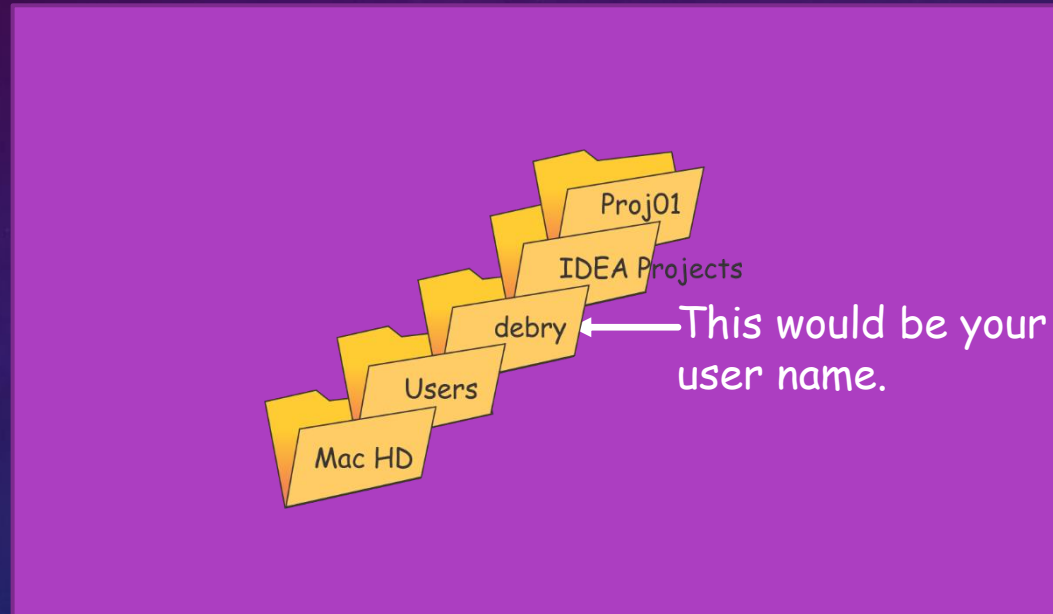 Proj01
IDEA Projects
debry
This would be your
user name.
Users
Mac HD